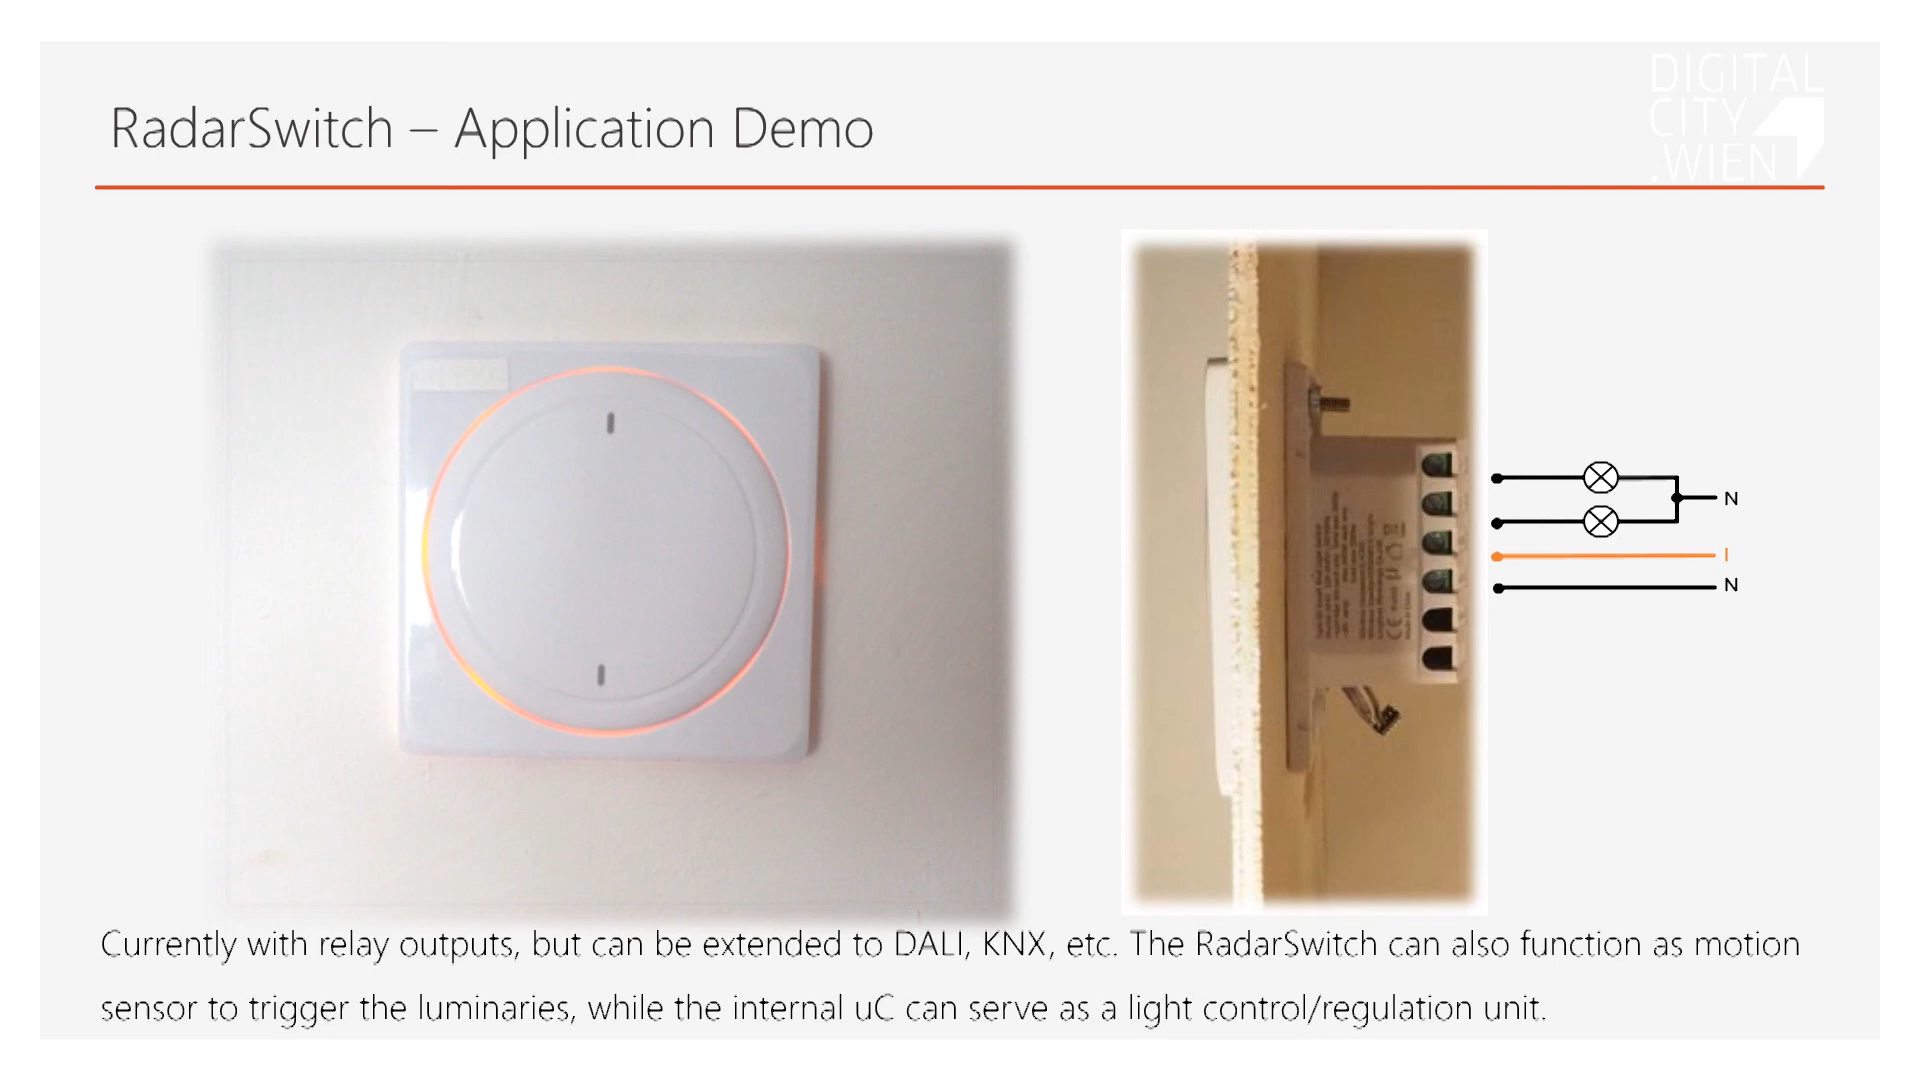 DIGITAL
CITY
.WIEN
RadarSwitch – Application Demo
N
I
N
Currently with relay outputs, but can be extended to DALI, KNX, etc. The RadarSwitch can also function as motion
sensor to trigger the luminaries, while the internal uC can serve as a light control/regulation unit.